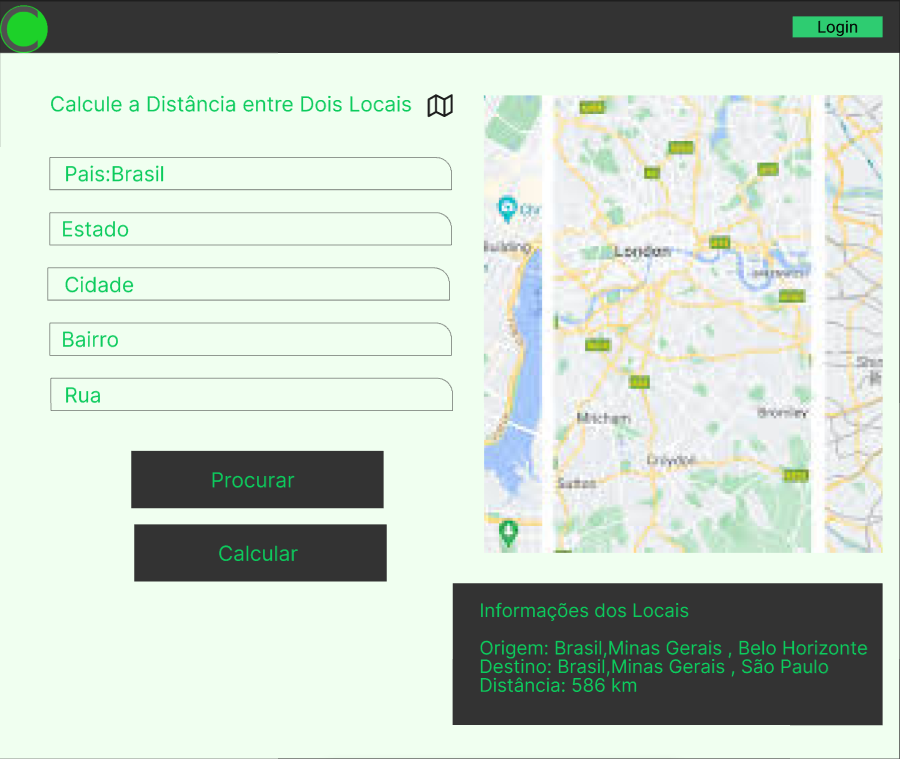 Login
Calcule a Distância entre Dois Locais
Pais:Brasil
Estado
Cidade
Bairro
Rua
Procurar
Calcular
London
Mitcham
Bromley
Croydon
Sutton
Informações dos Locais
Origem: Brasil,Minas Gerais , Belo Horizonte
Destino: Brasil,Minas Gerais , São Paulo
Distância: 586 km